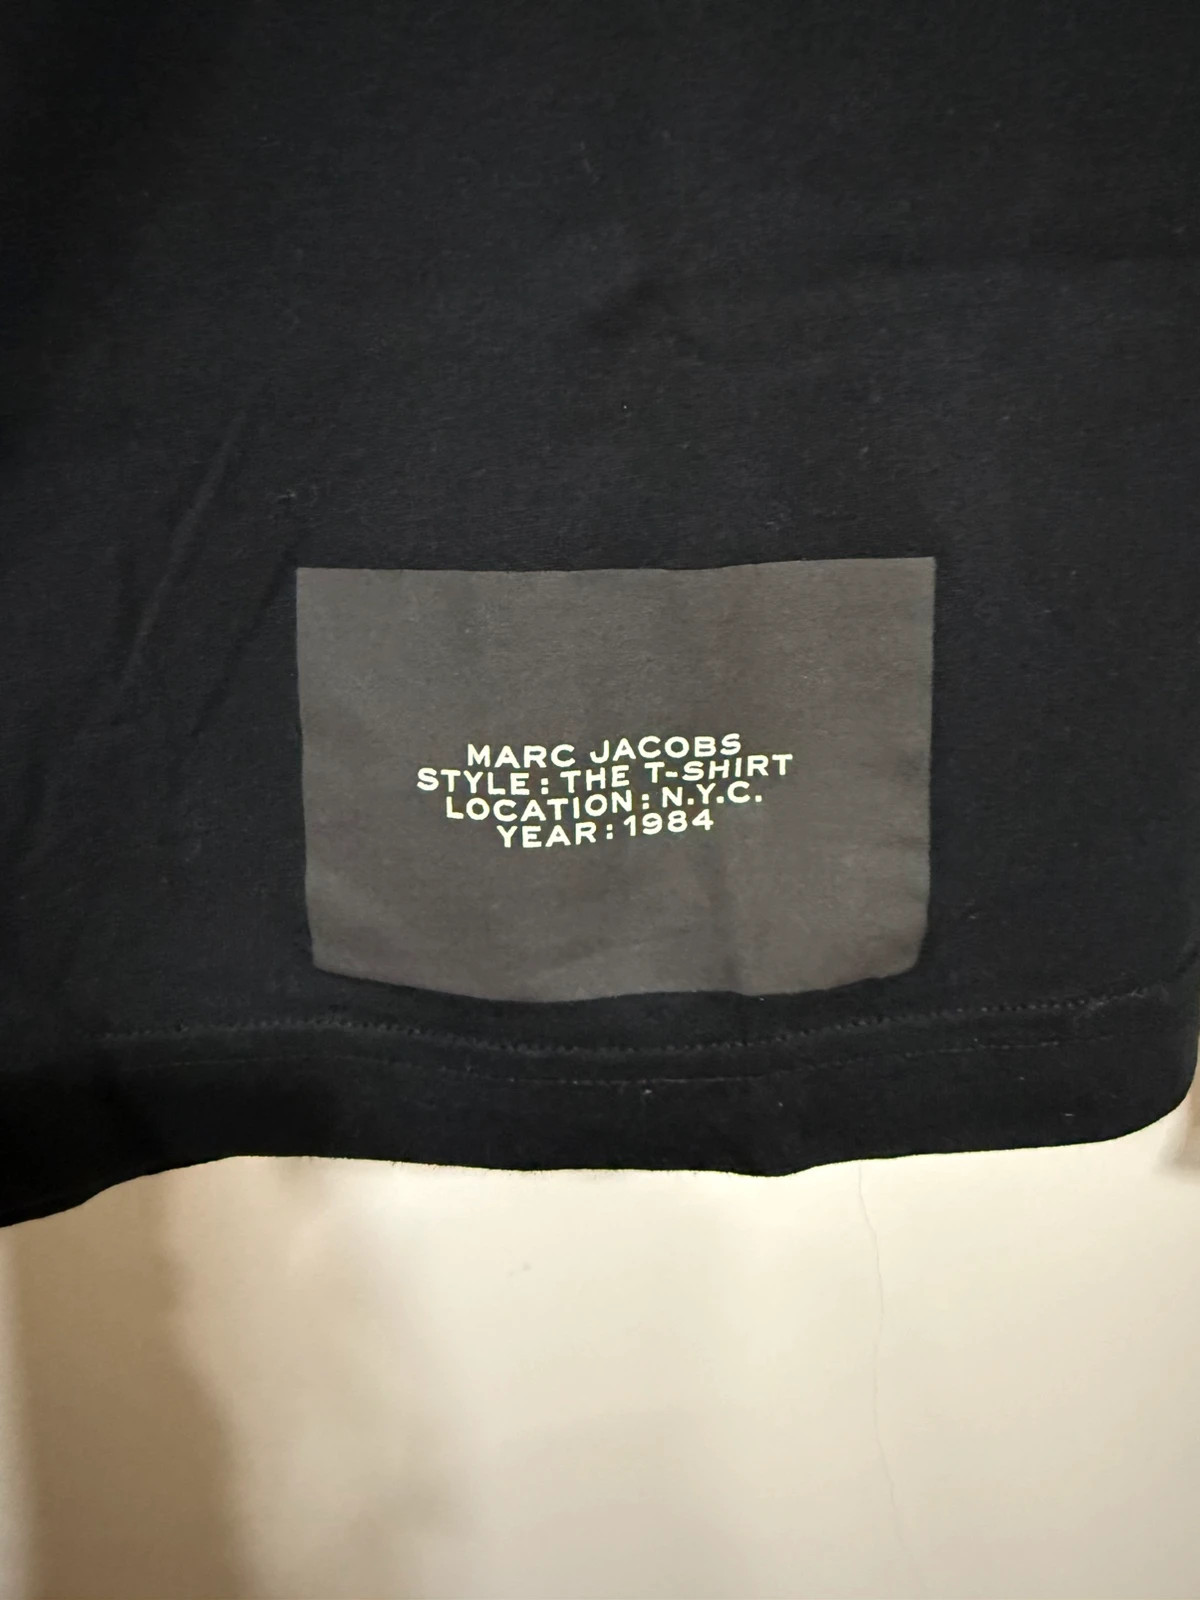 MARC JACOBS
STYLE: THE T-SHIRT
LOCATION: N.Y.C.
YEAR: 1984